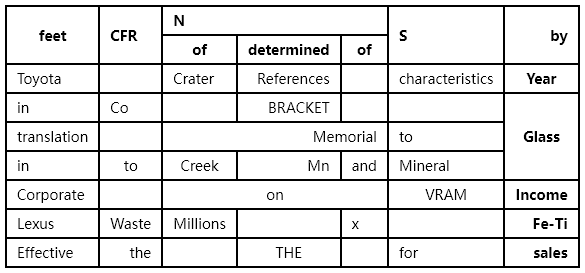 feet CFR N S by
of determined of
Toyota Crater References characteristics Year
in Co BRACKET Glass
translation Memorial to
in to Creek Mn and Mineral
Corporate on VRAM Income
Lexus Waste Millions x Fe-Ti
Effective the THE for sales